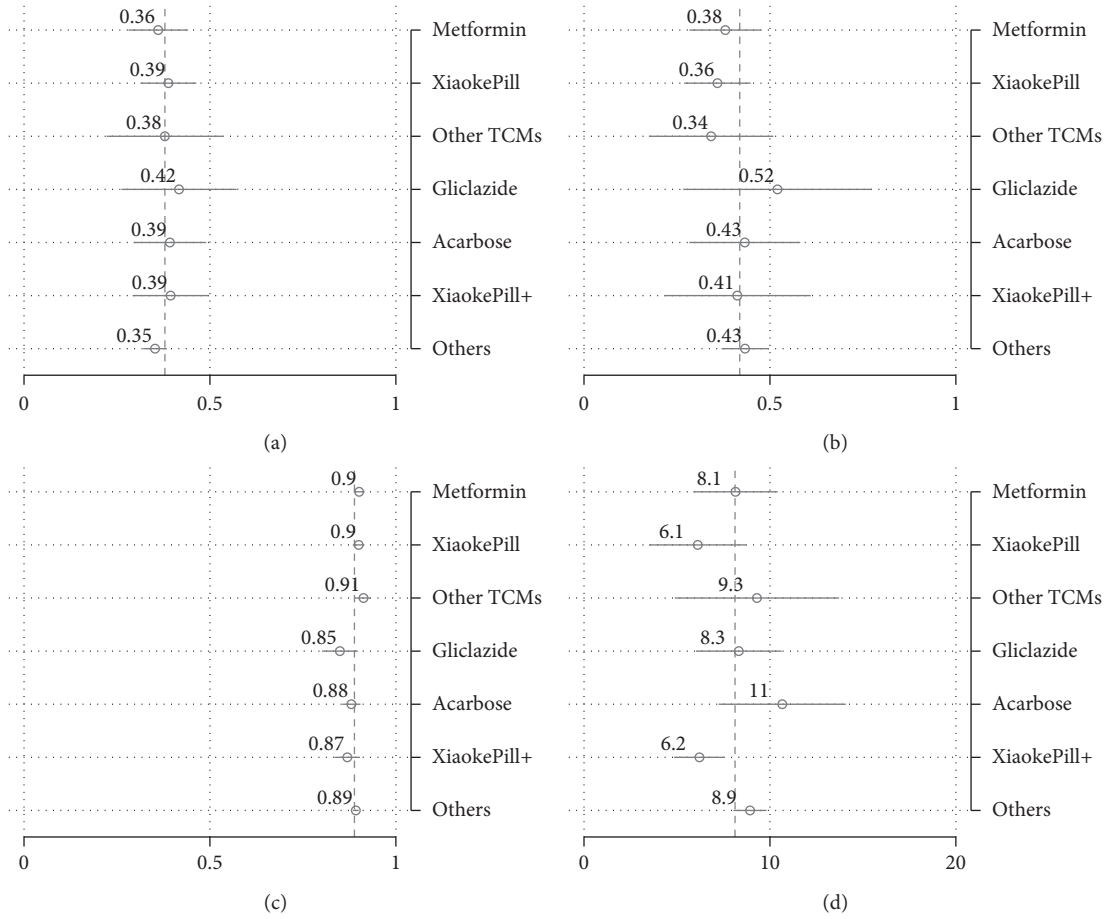 0.36 Metformin
0.39 XiaokePill
0.38 Other TCMs
0.42 Gliclazide
0.39 Acarbose
0.39 XiaokePill+
0.35 Others
0 0.5 1
(a)
0.38 Metformin
0.36 XiaokePill
0.34 Other TCMs
0.52 Gliclazide
0.43 Acarbose
0.41 XiaokePill+
0.43 Others
0 0.5 1
(b)
0.9 Metformin
0.9 XiaokePill
0.91 Other TCMs
0.85 Gliclazide
0.88 Acarbose
0.87 XiaokePill+
0.89 Others
0 0.5 1
(c)
8.1 Metformin
6.1 XiaokePill
9.3 Other TCMs
8.3 Gliclazide
11 Acarbose
6.2 XiaokePill+
8.9 Others
0 10 20
(d)